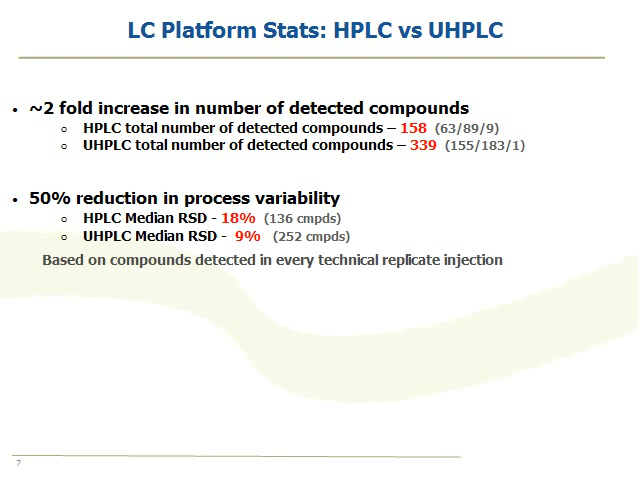 LC Platform Stats: HPLC vs UHPLC
• ~2 fold increase in number of detected compounds
o HPLC total number of detected compounds – 158 (63/89/9)
o UHPLC total number of detected compounds – 339 (155/183/1)
• 50% reduction in process variability
o HPLC Median RSD - 18% (136 cmpds)
o UHPLC Median RSD - 9% (252 cmpds)
Based on compounds detected in every technical replicate injection
7